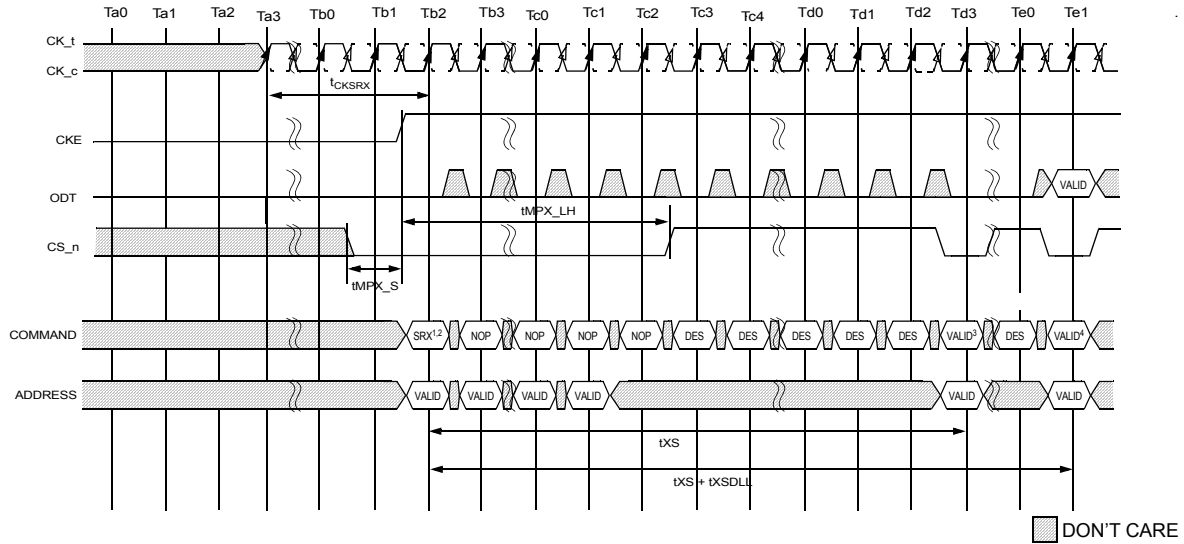 Ta0 Ta1 Ta2 Ta3 Tb0 Tb1 Tb2 Tb3 Tc0 Tc1 Tc2 Tc3 Tc4 Td0 Td1 Td2 Td3 Te0 Te1
CK_t
CK_c
tCKSRX
CKE
ODT VALID
tMPX_LH
CS_n
tMPX_S
COMMAND SRX1,2 NOP NOP NOP NOP DES DES DES DES DES VALID3 DES VALID4
ADDRESS VALID VALID VALID VALID VALID VALID
tXS
tXS + tXSDLL
DON'T CARE